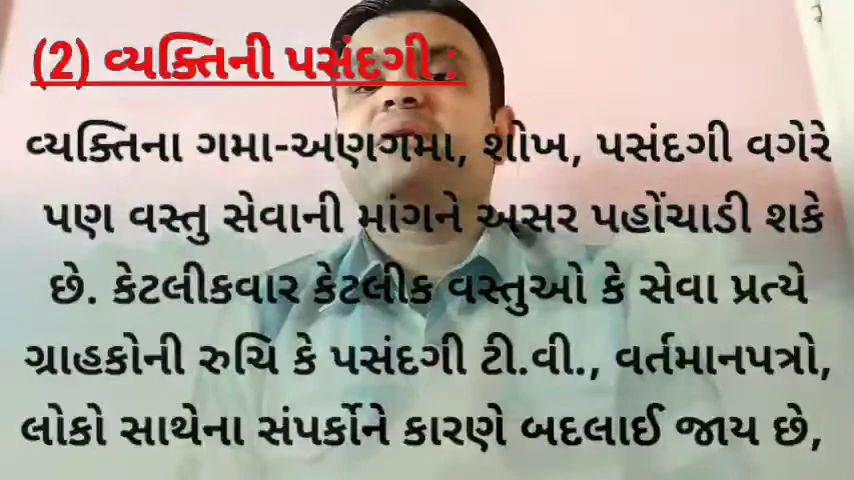 (2) વ્યક્તિની પસંદગી :
વ્યક્તિના ગમા-અણગમા, શોખ, પસંદગી વગેરે
પણ વસ્તુ સેવાની માંગને અસર પહોંચાડી શકે
છે. કેટલીકવાર કેટલીક વસ્તુઓ કે સેવા પ્રત્યે
ગ્રાહકોની રુચિ કે પસંદગી ટી.વી., વર્તમાનપત્રો,
લોકો સાથેના સંપર્કોને કારણે બદલાઈ જાય છે,